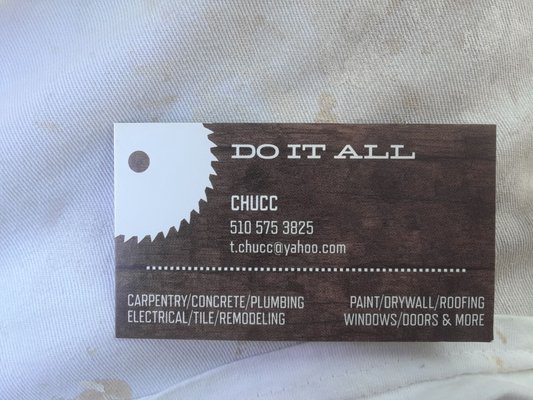 DO IT ALL
CHUCC
510 575 3825
t.chucc@yahoo.com
CARPENTRY/CONCRETE/PLUMBING
ELECTRICAL/TILE/REMODELING
PAINT/DRYWALL/ROOFING
WINDOWS/DOORS & MORE